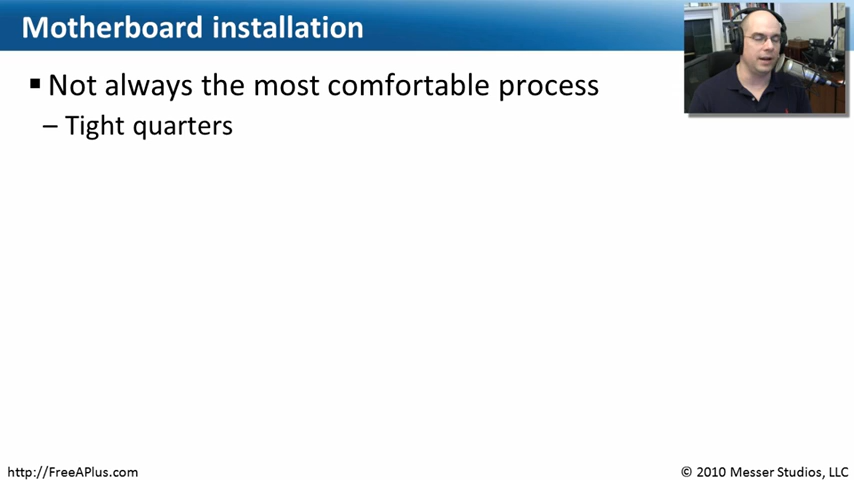 Motherboard installation
▪ Not always the most comfortable process
– Tight quarters
http://FreeAPlus.com
© 2010 Messer Studios, LLC